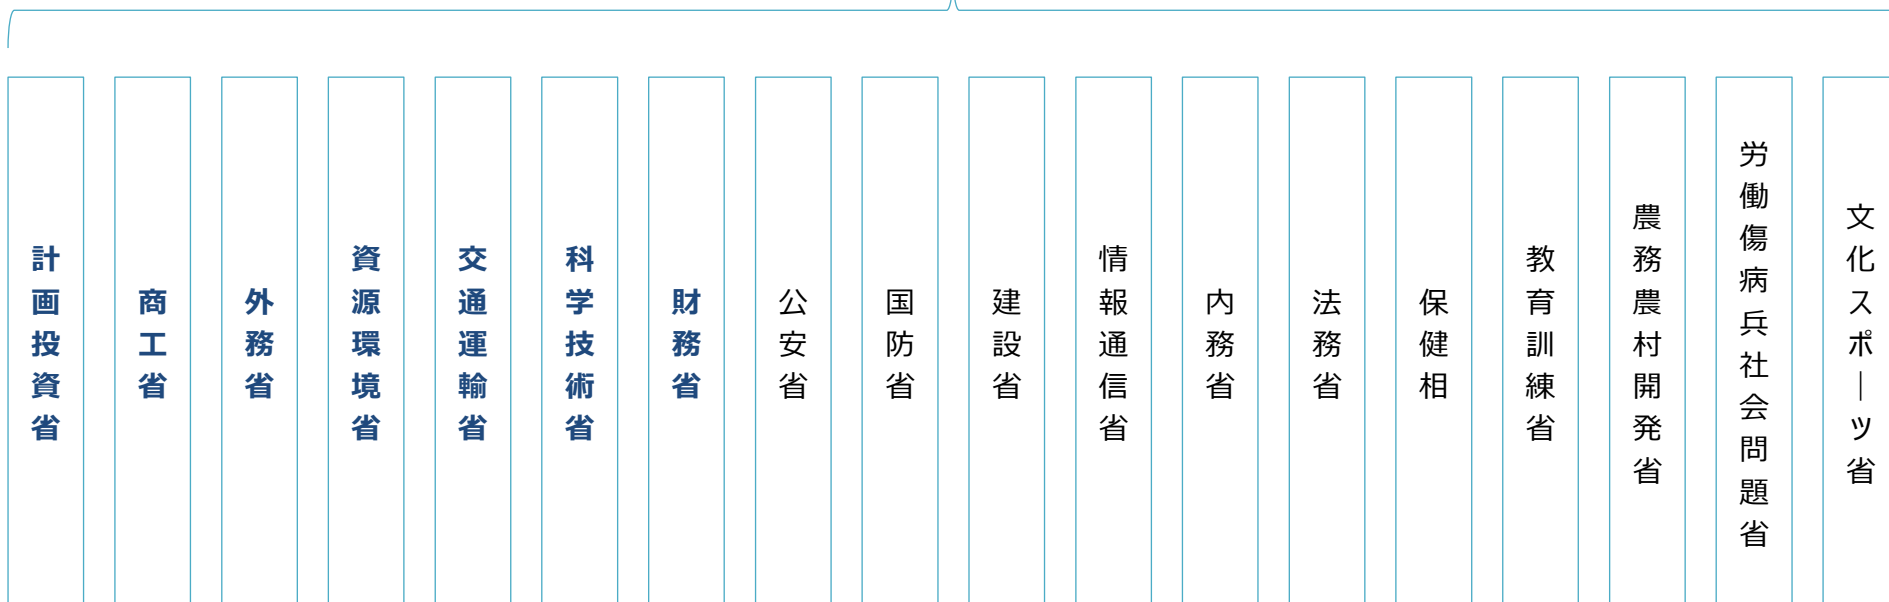 計画投資省
商工省
外務省
資源環境省
交通運輸省
科学技術省
財務省
公安省
国防省
建設省
情報通信省
内務省
法務省
保健相
教育訓練省
農務農村開発省
労働傷病兵社会問題省
文化スポーツ省